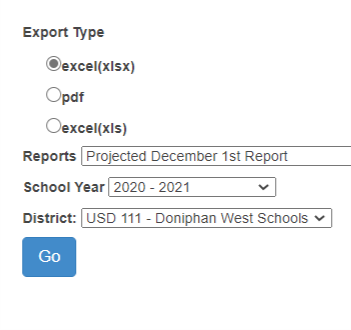 Export Type
excel(xlsx)
pdf
excel(xls)
Reports Projected December 1st Report
School Year 2020 - 2021
District: USD 111 - Doniphan West Schools
Go